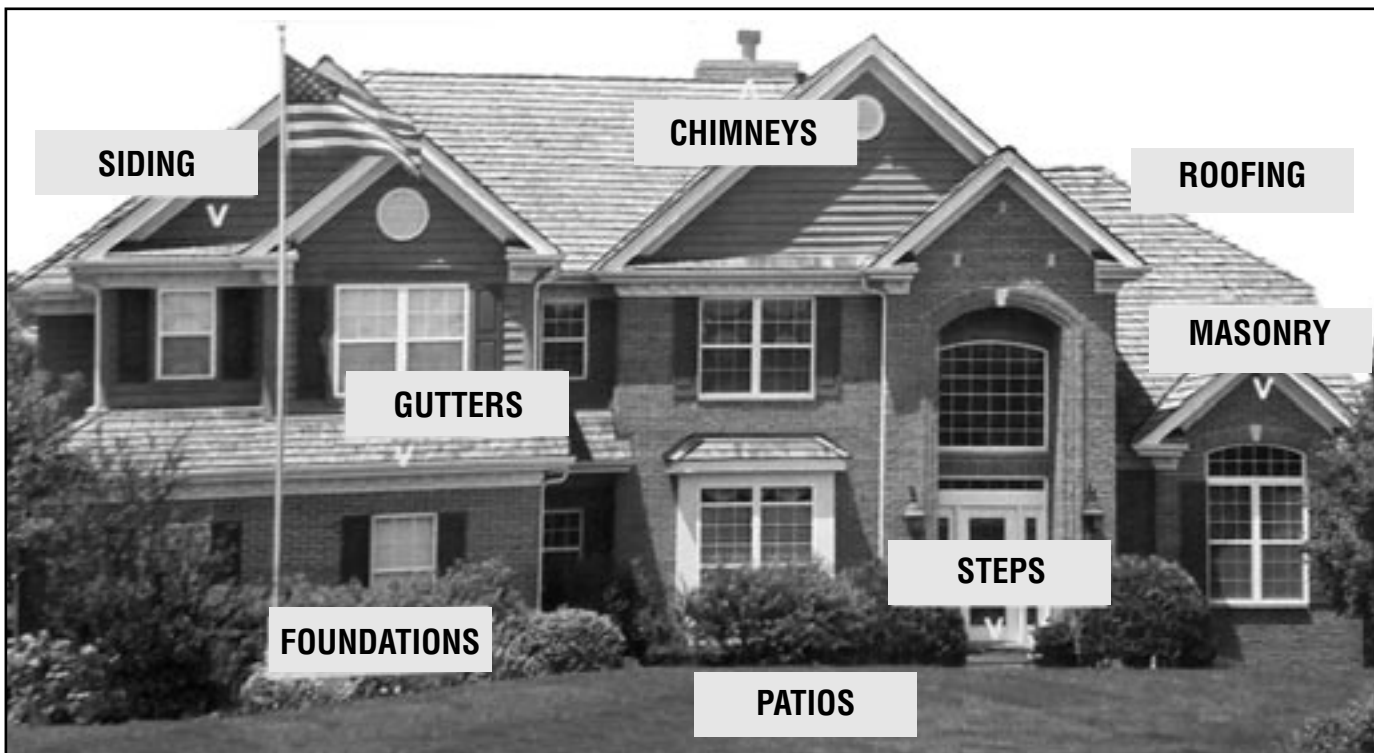 CHIMNEYS
SIDING
ROOFING
MASONRY
GUTTERS
STEPS
FOUNDATIONS
PATIOS